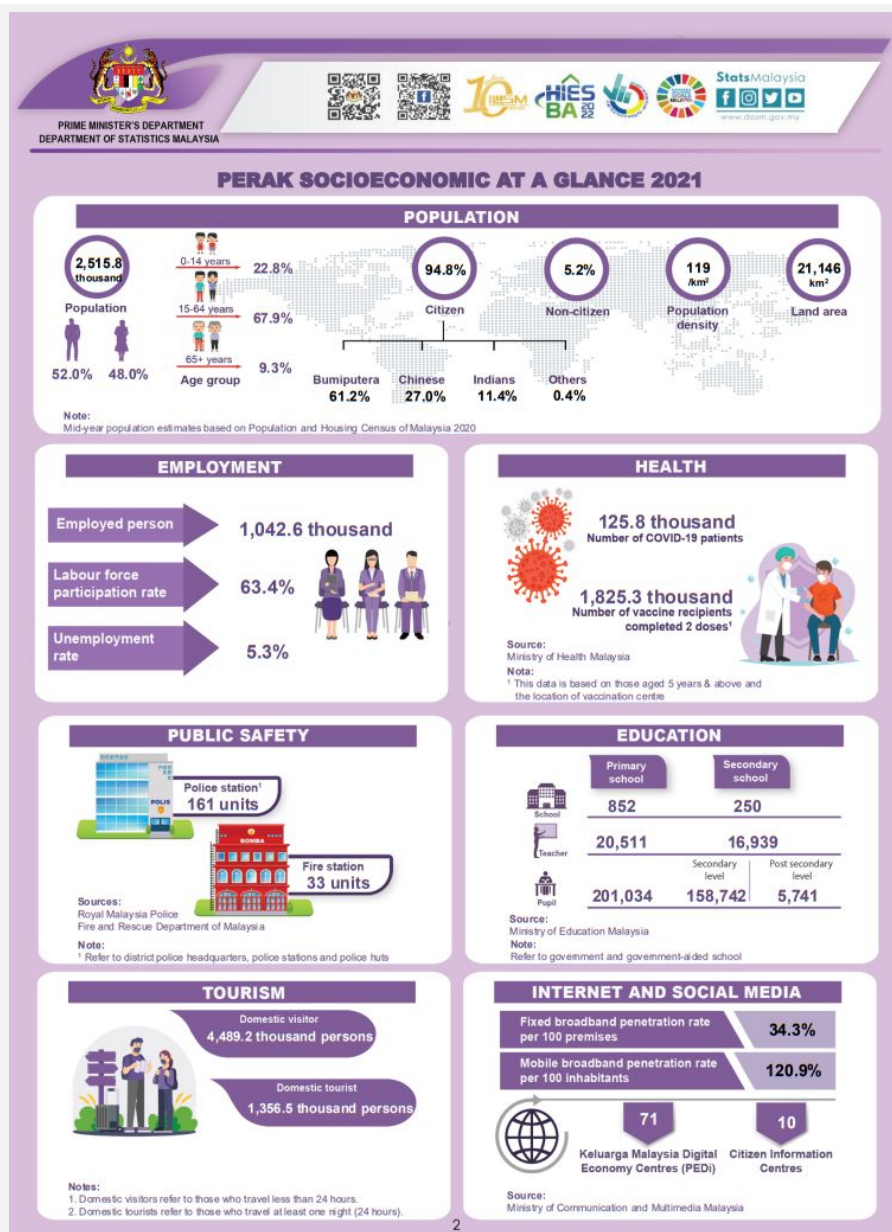 PRIME MINISTER'S DEPARTMENT
DEPARTMENT OF STATISTICS MALAYSIA
HIES
BA
StatsMalaysia
www.dosm.gov.my
PERAK SOCIOECONOMIC AT A GLANCE 2021
POPULATION
2,515.8
thousand
Population
52.0% 48.0%
0-14 years
22.8%
15-64 years
67.9%
65+ years
9.3%
Age group
94.8%
Citizen
5.2%
Non-citizen
119
/km²
Population
density
21,146
km²
Land area
Bumiputera Chinese Indians Others
61.2% 27.0% 11.4% 0.4%
Note:
Mid-year population estimates based on Population and Housing Census of Malaysia 2020
EMPLOYMENT
Employed person
1,042.6 thousand
Labour force
participation rate
63.4%
Unemployment
rate
5.3%
HEALTH
125.8 thousand
Number of COVID-19 patients
1,825.3 thousand
Number of vaccine recipients
completed 2 doses¹
Source:
Ministry of Health Malaysia
Nota:
¹ This data is based on those aged 5 years & above and
the location of vaccination centre
PUBLIC SAFETY
POLIS
Police station¹
161 units
BOMBA
Fire station
33 units
Sources:
Royal Malaysia Police
Fire and Rescue Department of Malaysia
Note:
¹ Refer to district police headquarters, police stations and police huts
EDUCATION
Primary
school
Secondary
school
School
852 250
Teacher
20,511 16,939
Secondary
level
Post secondary
level
Pupil
201,034 158,742 5,741
Source:
Ministry of Education Malaysia
Note:
Refer to government and government-aided school
TOURISM
Domestic visitor
4,489.2 thousand persons
Domestic tourist
1,356.5 thousand persons
Notes:
1. Domestic visitors refer to those who travel less than 24 hours.
2. Domestic tourists refer to those who travel at least one night (24 hours).
INTERNET AND SOCIAL MEDIA
Fixed broadband penetration rate
per 100 premises
34.3%
Mobile broadband penetration rate
per 100 inhabitants
120.9%
71
Keluarga Malaysia Digital
Economy Centres (PEDi)
10
Citizen Information
Centres
Source:
Ministry of Communication and Multimedia Malaysia
2